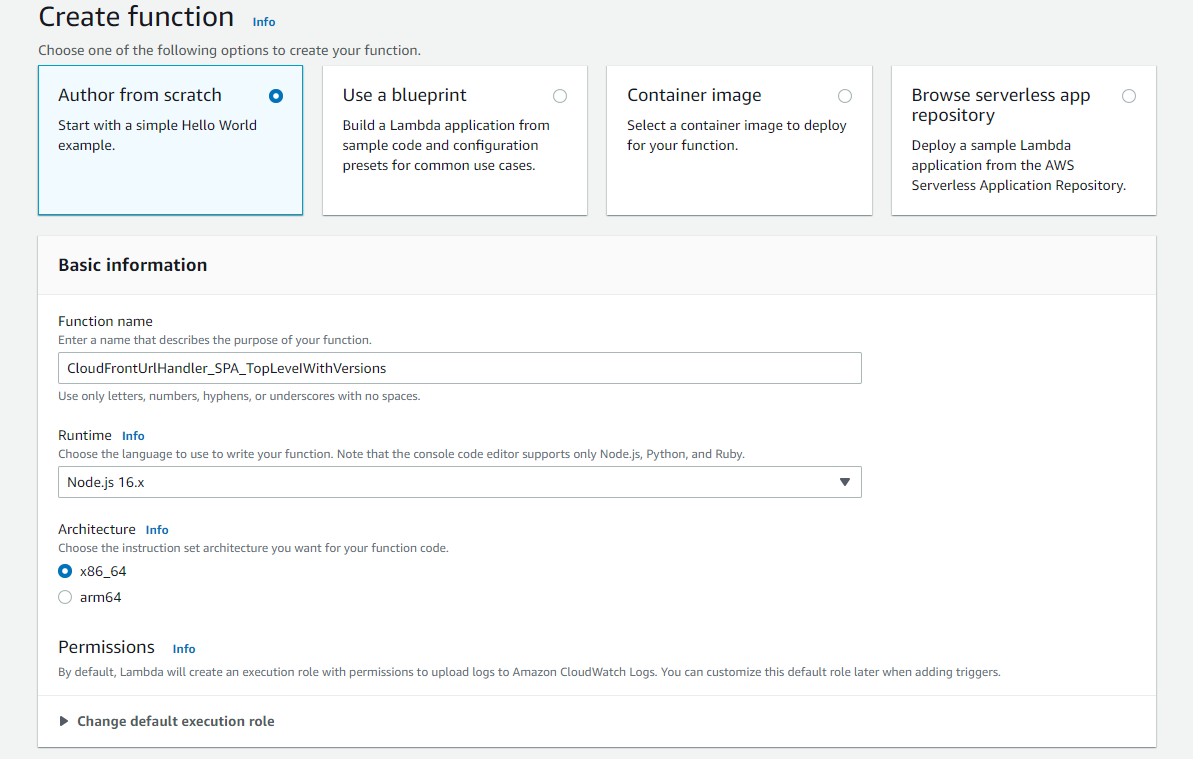 Create function Info
Choose one of the following options to create your function.
Author from scratch
Start with a simple Hello World
example.
Use a blueprint
Build a Lambda application from
sample code and configuration
presets for common use cases.
Container image
Select a container image to deploy
for your function.
Browse serverless app
repository
Deploy a sample Lambda
application from the AWS
Serverless Application Repository.
Basic information
Function name
Enter a name that describes the purpose of your function.
CloudFrontUrlHandler_SPA_TopLevelWithVersions
Use only letters, numbers, hyphens, or underscores with no spaces.
Runtime Info
Choose the language to use to write your function. Note that the console code editor supports only Node.js, Python, and Ruby.
Node.js 16.x
Architecture Info
Choose the instruction set architecture you want for your function code.
x86_64
arm64
Permissions Info
By default, Lambda will create an execution role with permissions to upload logs to Amazon CloudWatch Logs. You can customize this default role later when adding triggers.
Change default execution role